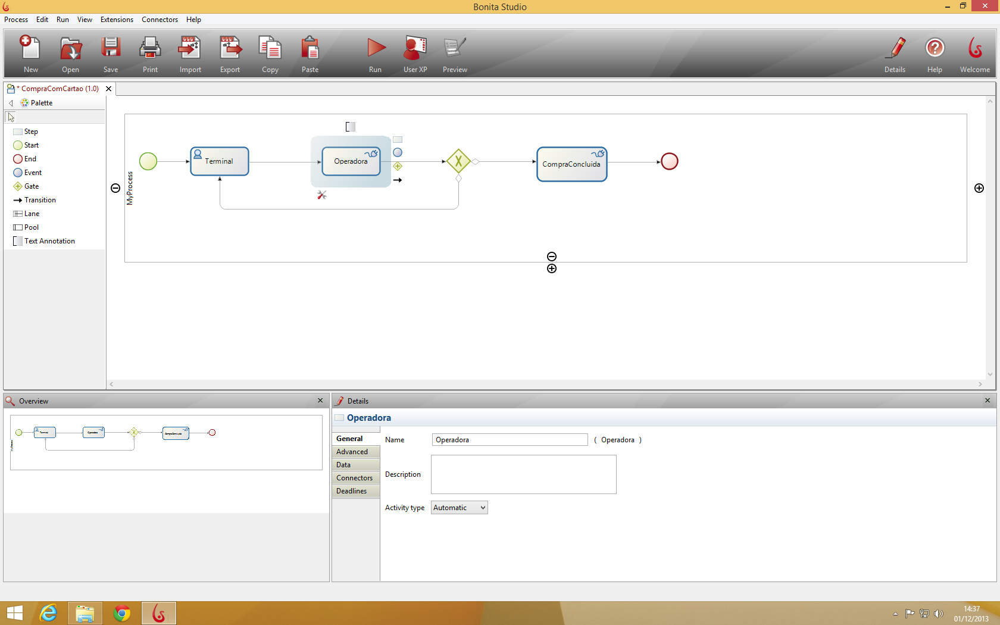 Bonita Studio
Process Edit Run View Extensions Connectors Help
New Open Save Print Import Export Copy Paste Run User XP Preview Details Help Welcome
* CompraComCartao (1.0)
Palette
Step
Start
End
Event
Gate
Transition
Lane
Pool
Text Annotation
MyProcess
Terminal
Operadora
CompraConcluida
Overview
Terminal
Operadora
CompraConcluida
Details
Operadora
General
Advanced
Data
Connectors
Deadlines
Name Operadora ( Operadora )
Description
Activity type Automatic
14:37
01/12/2013